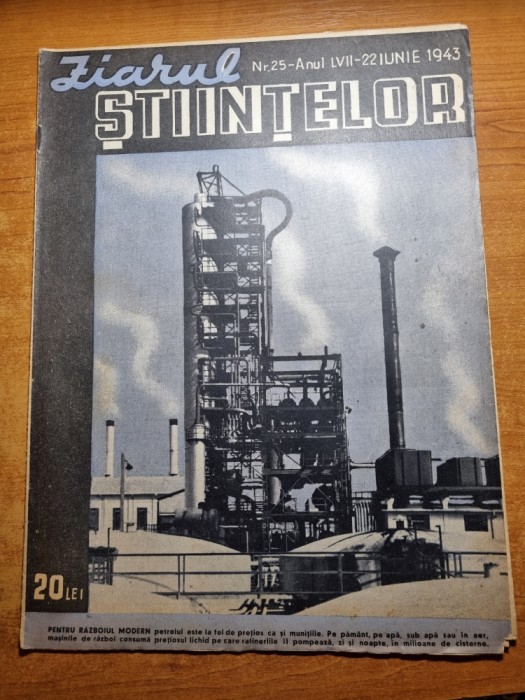 Ziarul
Nr. 25-Anul LVII-22 IUNIE 1943
ŞTIINŢELOR
20 LEI
PENTRU RĂZBOIUL MODERN petrolul este la fel de preţios ca şi muniţiile. Pe pământ, pe apă, sub apă sau în aer,
maşinile de război consumă preţiosul lichid pe care rafinăriile îl pompează, zi şi noapte, în milioane de cisterne.